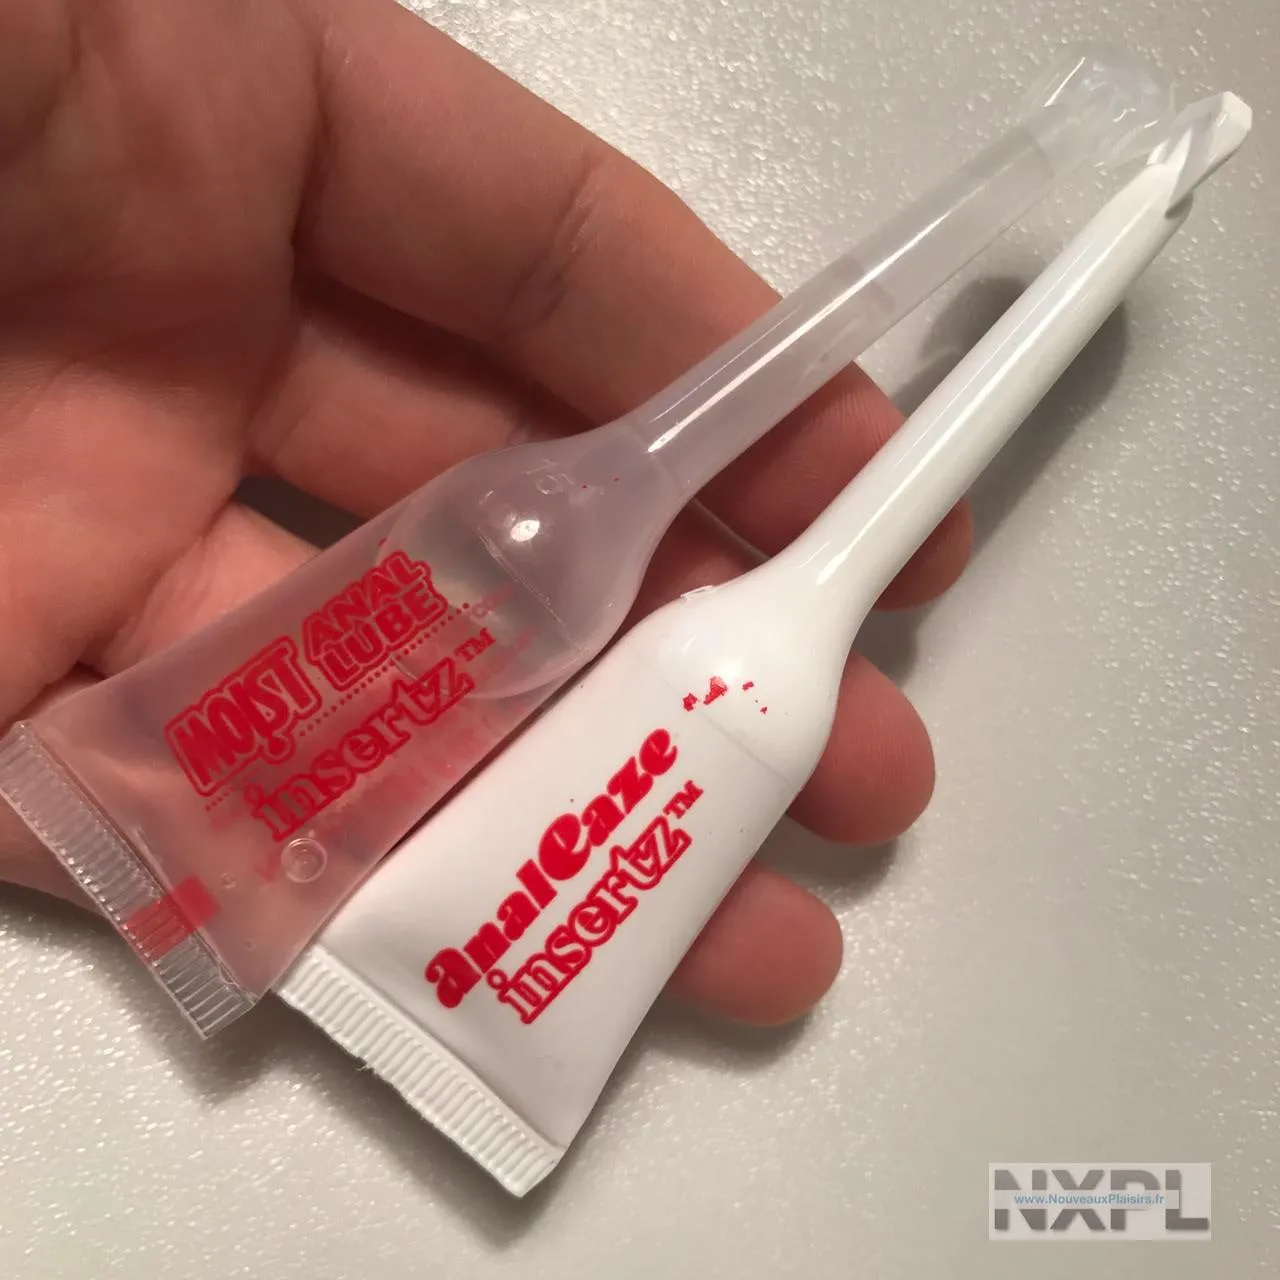 MOIST ANAL
LUBE
insertz™
analeaze
insertz™
NXPL
www.NouveauxPlaisirs.fr